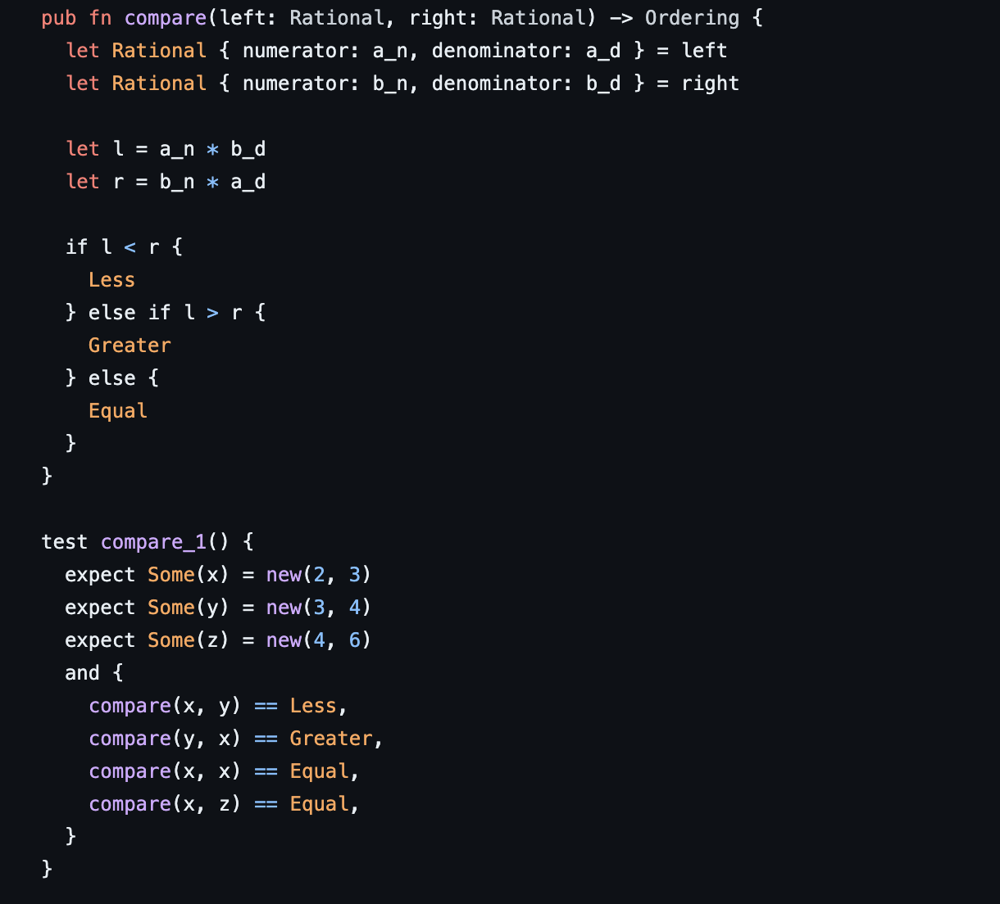 pub fn compare(left: Rational, right: Rational) -> Ordering {
  let Rational { numerator: a_n, denominator: a_d } = left
  let Rational { numerator: b_n, denominator: b_d } = right

  let l = a_n * b_d
  let r = b_n * a_d

  if l < r {
    Less
  } else if l > r {
    Greater
  } else {
    Equal
  }
}

test compare_1() {
  expect Some(x) = new(2, 3)
  expect Some(y) = new(3, 4)
  expect Some(z) = new(4, 6)
  and {
    compare(x, y) == Less,
    compare(y, x) == Greater,
    compare(x, x) == Equal,
    compare(x, z) == Equal,
  }
}